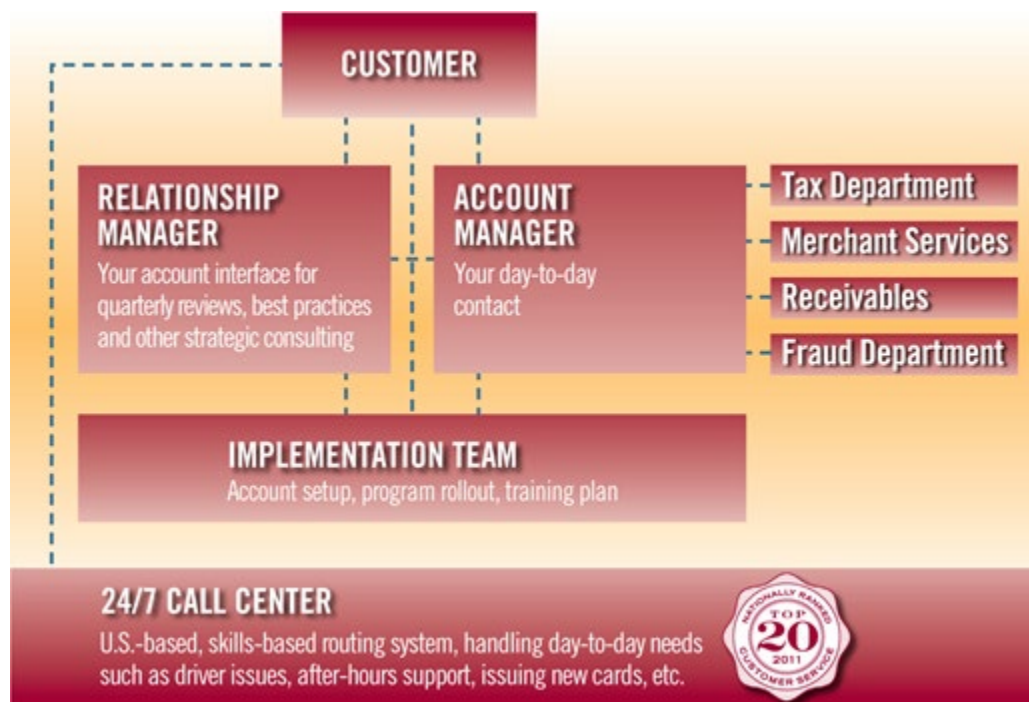 CUSTOMER
RELATIONSHIP
MANAGER
Your account interface for
quarterly reviews, best practices
and other strategic consulting
ACCOUNT
MANAGER
Your day-to-day
contact
Tax Department
Merchant Services
Receivables
Fraud Department
IMPLEMENTATION TEAM
Account setup, program rollout, training plan
24/7 CALL CENTER
U.S.-based, skills-based routing system, handling day-to-day needs
such as driver issues, after-hours support, issuing new cards, etc.
NATIONALLY RANKED
TOP
20
2011
CUSTOMER SERVICE